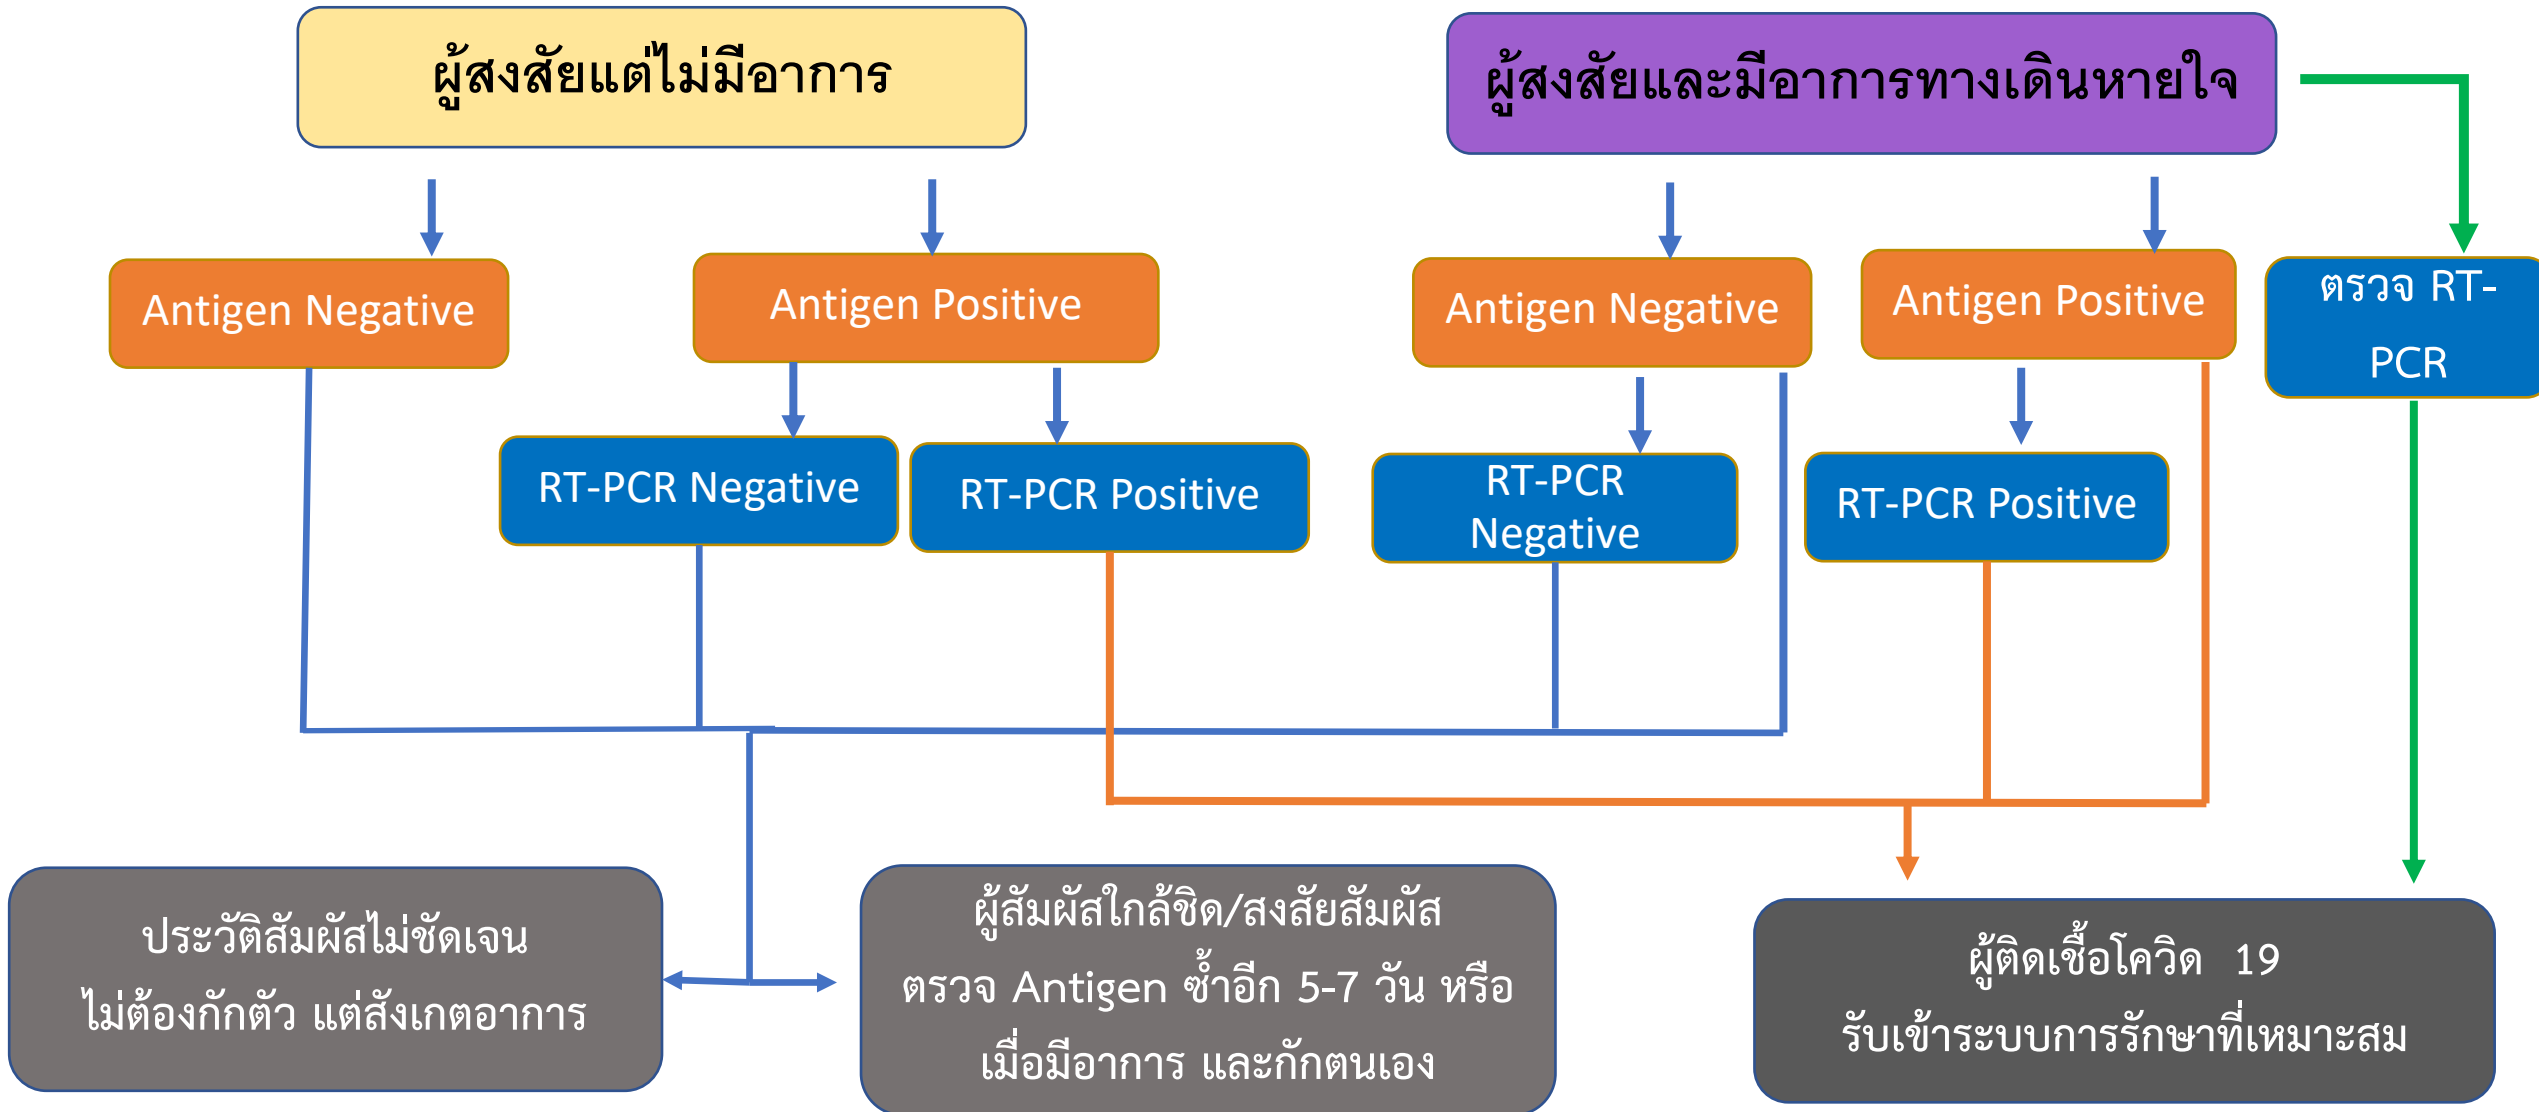 ผู้สงสัยแต่ไม่มีอาการ
ผู้สงสัยและมีอาการทางเดินหายใจ
Antigen Negative
Antigen Positive
Antigen Negative
Antigen Positive
ตรวจ RT-
PCR
RT-PCR Negative
RT-PCR Positive
RT-PCR
Negative
RT-PCR Positive
ประวัติสัมผัสไม่ชัดเจน
ไม่ต้องกักตัว แต่สังเกตอาการ
ผู้สัมผัสใกล้ชิด/สงสัยสัมผัส
ตรวจ Antigen ซ้ำอีก 5-7 วัน หรือ
เมื่อมีอาการ และกักตนเอง
ผู้ติดเชื้อโควิด 19
รับเข้าระบบการรักษาที่เหมาะสม